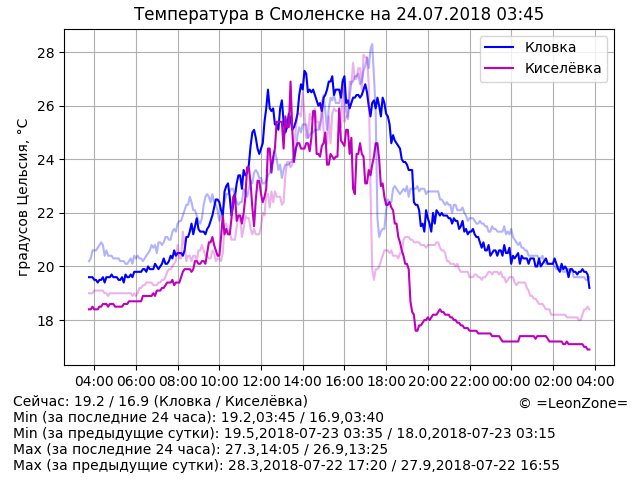 Температура в Смоленске на 24.07.2018 03:45
градусов Цельсия, °C
28
26
24
22
20
18
Кловка
Киселёвка
04:00 06:00 08:00 10:00 12:00 14:00 16:00 18:00 20:00 22:00 00:00 02:00 04:00
Сейчас: 19.2 / 16.9 (Кловка / Киселёвка)
© =LeonZone=
Min (за последние 24 часа): 19.2,03:45 / 16.9,03:40
Min (за предыдущие сутки): 19.5,2018-07-23 03:35 / 18.0,2018-07-23 03:15
Max (за последние 24 часа): 27.3,14:05 / 26.9,13:25
Max (за предыдущие сутки): 28.3,2018-07-22 17:20 / 27.9,2018-07-22 16:55